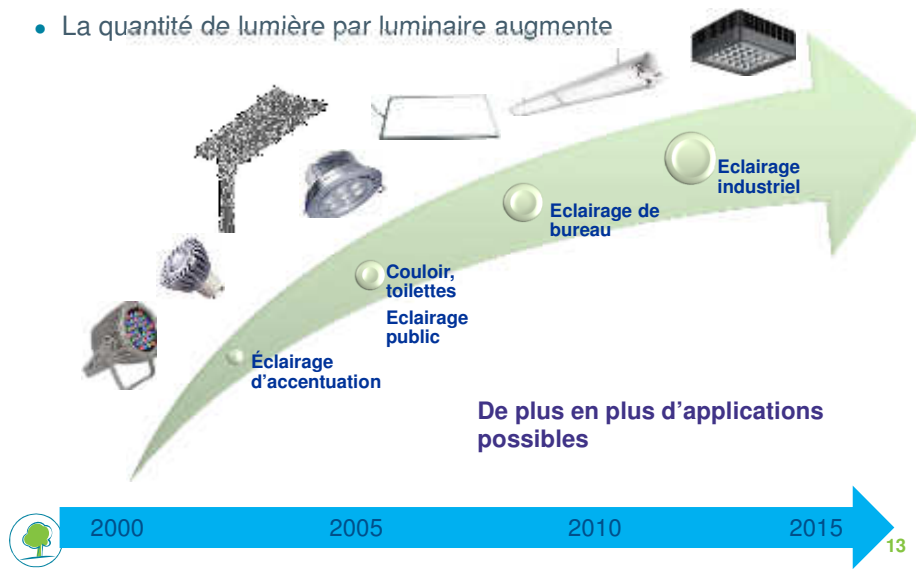 • La quantité de lumière par luminaire augmente
Eclairage
industriel
Eclairage de
bureau
Couloir,
toilettes
Eclairage
public
Éclairage
d'accentuation
De plus en plus d'applications
possibles
2000 2005 2010 2015
13